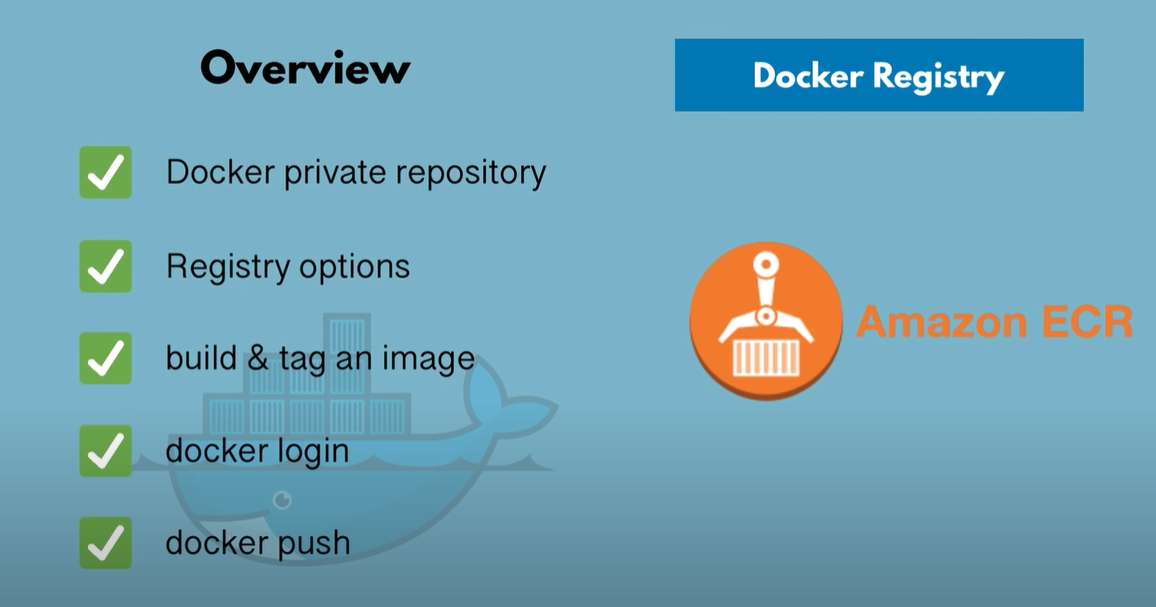 Overview
Docker private repository
Registry options
build & tag an image
docker login
docker push
Docker Registry
Amazon ECR